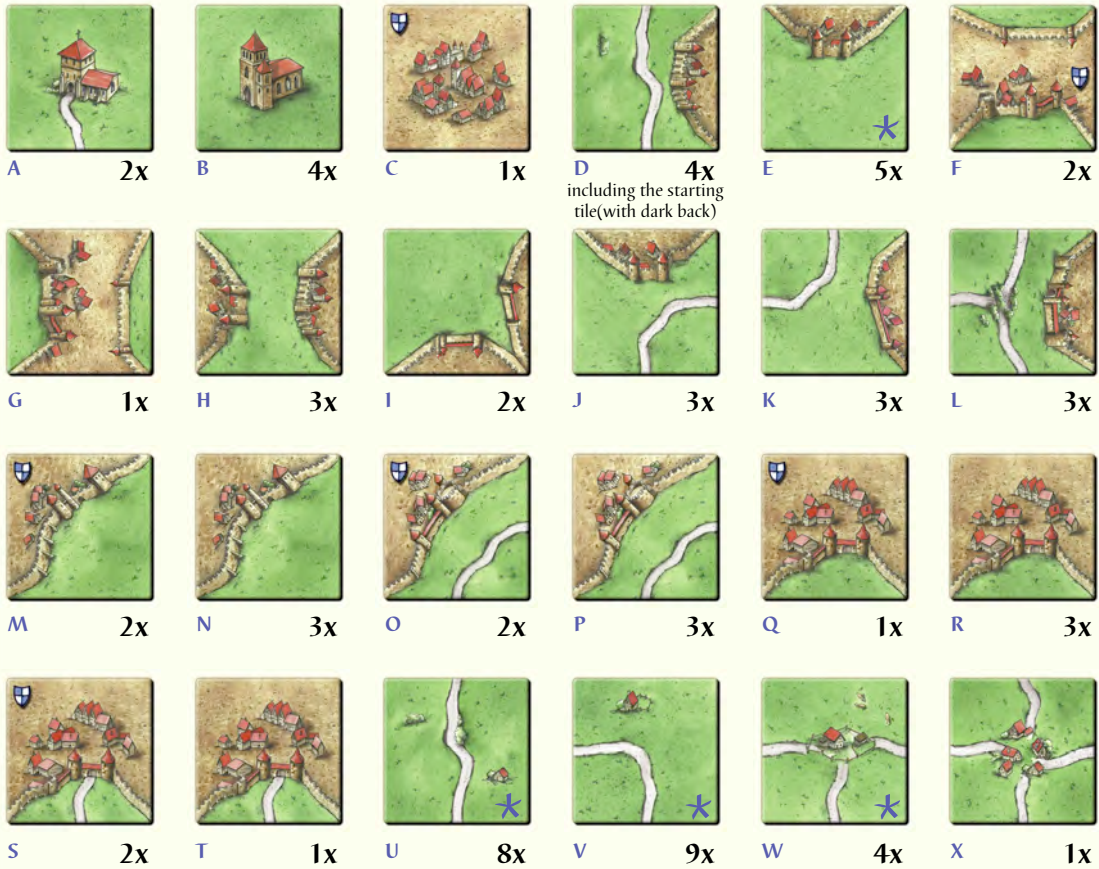 A 2x B 4x C 1x D 4x E 5x F 2x
including the starting
tile(with dark back)
G 1x H 3x I 2x J 3x K 3x L 3x
M 2x N 3x O 2x P 3x Q 1x R 3x
S 2x T 1x U 8x V 9x W 4x X 1x